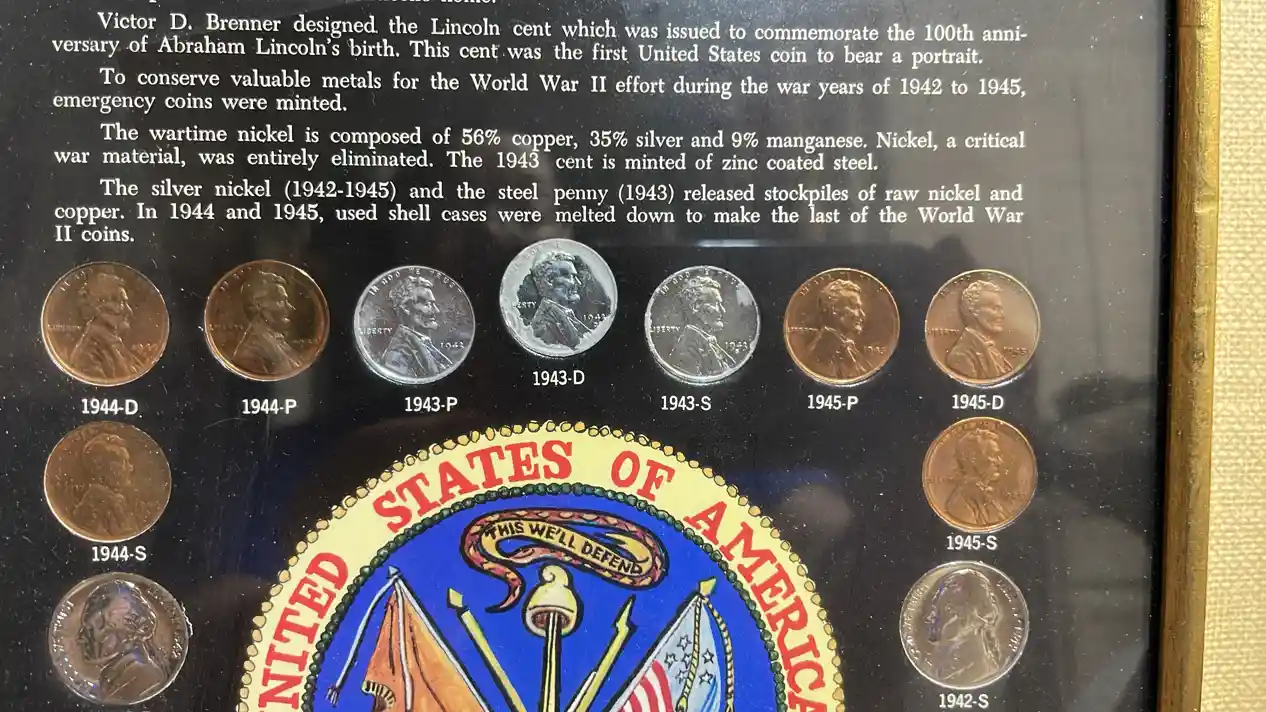 Victor D. Brenner designed the Lincoln cent which was issued to commemorate the 100th anni-
versary of Abraham Lincoln's birth. This cent was the first United States coin to bear a portrait.
To conserve valuable metals for the World War II effort during the war years of 1942 to 1945,
emergency coins were minted.
The wartime nickel is composed of 56% copper, 35% silver and 9% manganese. Nickel, a critical
war material, was entirely eliminated. The 1943 cent is minted of zinc coated steel.
The silver nickel (1942-1945) and the steel penny (1943) released stockpiles of raw nickel and
copper. In 1944 and 1945, used shell cases were melted down to make the last of the World War
II coins.
LIBERTY
LIBERTY
1943
LIBERTY
1943
1945
1944-D
1944-P
1943-P
1943-D
1943-S
1945-P
1945-D
1944-S
1945-S
UNITED STATES OF AMERICA
THIS WE'LL DEFEND
1942-S